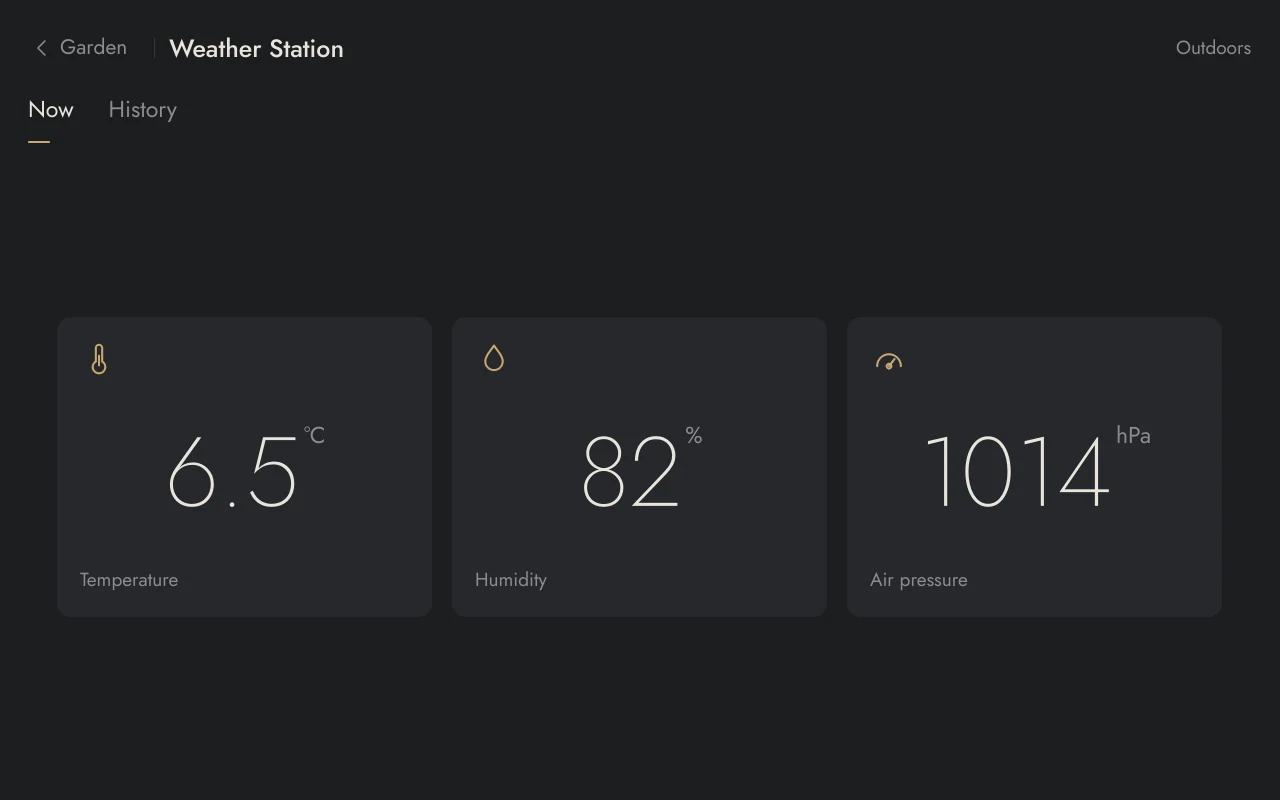 Garden
Weather Station
Outdoors
Now
History
6.5 °C
82 %
1014 hPa
Temperature
Humidity
Air pressure